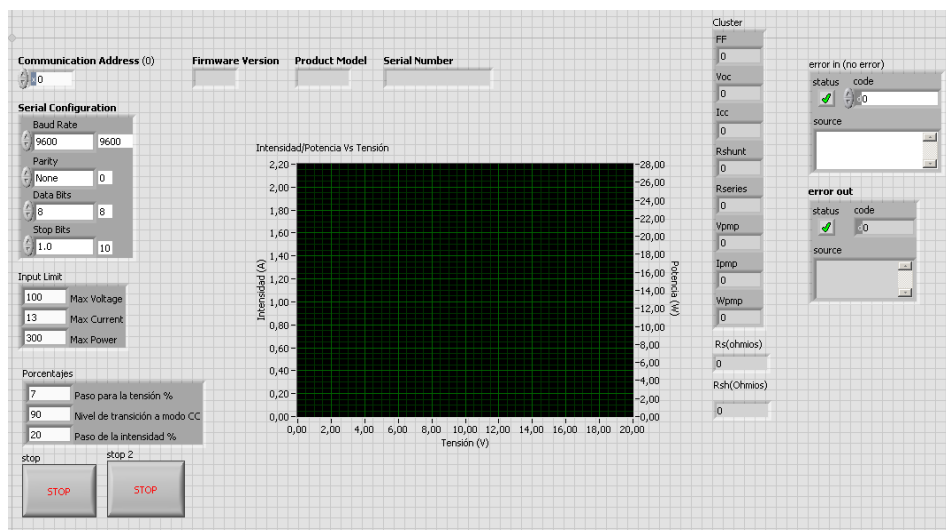 Communication Address (0)
0
Firmware Version
Product Model
Serial Number
Serial Configuration
Baud Rate
9600 9600
Parity
None 0
Data Bits
8 8
Stop Bits
1.0 10
Input Limit
100 Max Voltage
13 Max Current
300 Max Power
Porcentajes
7 Paso para la tensión %
90 Nivel de transición a modo CC
20 Paso de la intensidad %
stop
STOP
stop 2
STOP
Intensidad/Potencia Vs Tensión
Intensidad (A)
2,20
2,00
1,80
1,60
1,40
1,20
1,00
0,80
0,60
0,40
0,20
0,00
0,00 2,00 4,00 6,00 8,00 10,00 12,00 14,00 16,00 18,00 20,00
Tensión (V)
28,00
26,00
24,00
22,00
20,00
18,00
16,00
14,00
12,00
10,00
8,00
6,00
4,00
2,00
0,00
Potencia (W)
Cluster
FF
0
Voc
0
Icc
0
Rshunt
0
Rseries
0
Vpmp
0
Ipmp
0
Wpmp
0
Rs(ohmios)
0
Rsh(Ohmios)
0
error in (no error)
status code
0
source
error out
status code
0
source